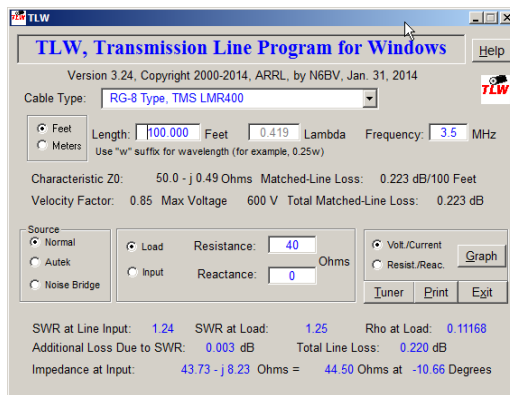 TLW
TLW, Transmission Line Program for Windows
Help
Version 3.24, Copyright 2000-2014, ARRL, by N6BV, Jan. 31, 2014
TLW
Cable Type: RG-8 Type, TMS LMR400
Feet
Meters
Length: 100.000 Feet 0.419 Lambda Frequency: 3.5 MHz
Use "w" suffix for wavelength (for example, 0.25w)
Characteristic Z0: 50.0 - j 0.49 Ohms Matched-Line Loss: 0.223 dB/100 Feet
Velocity Factor: 0.85 Max Voltage 600 V Total Matched-Line Loss: 0.223 dB
Source
Normal
Autek
Noise Bridge
Load Resistance: 40
Ohms
Input Reactance: 0
Volt./Current
Resist./Reac.
Graph
Tuner Print Exit
SWR at Line Input: 1.24 SWR at Load: 1.25 Rho at Load: 0.11168
Additional Loss Due to SWR: 0.003 dB Total Line Loss: 0.220 dB
Impedance at Input: 43.73 - j 8.23 Ohms = 44.50 Ohms at -10.66 Degrees